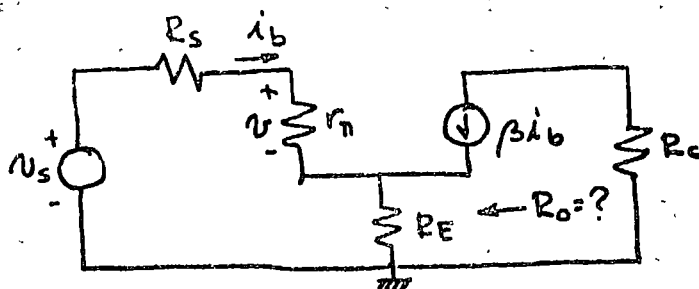 Rs
ib
+
v
-
rπ
βib
Rc
+
vs
-
RE
← Ro=?